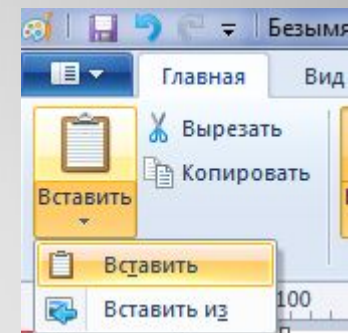 Безымя
Главная Вид
Вырезать
Копировать
Вставить
Вставить
Вставить из
100